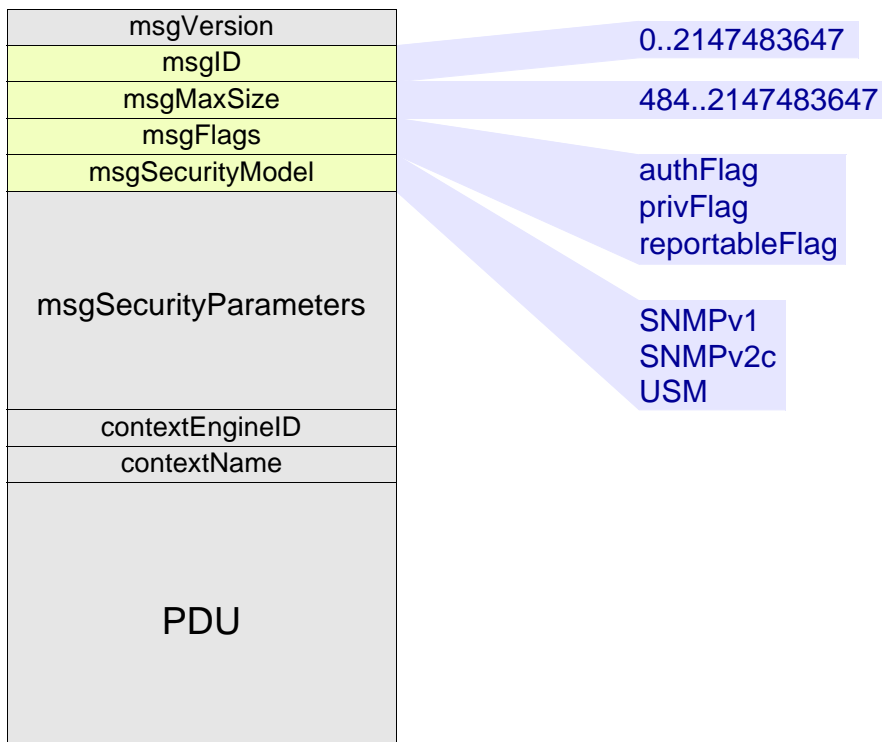 msgVersion
msgID
msgMaxSize
msgFlags
msgSecurityModel
msgSecurityParameters
contextEngineID
contextName
PDU
0..2147483647
484..2147483647
authFlag
privFlag
reportableFlag
SNMPv1
SNMPv2c
USM